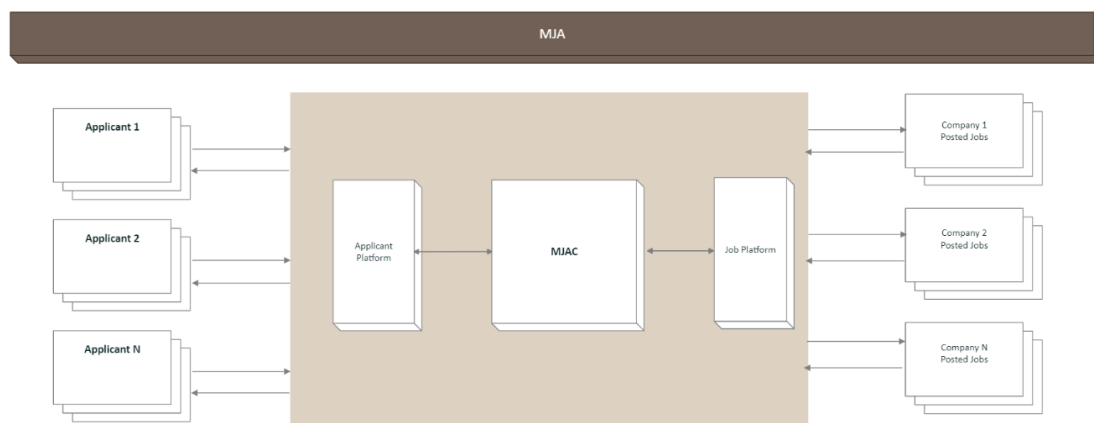 MJA
Applicant 1
Applicant 2
Applicant N
Applicant
Platform
MJAC
Job Platform
Company 1
Posted Jobs
Company 2
Posted Jobs
Company N
Posted Jobs